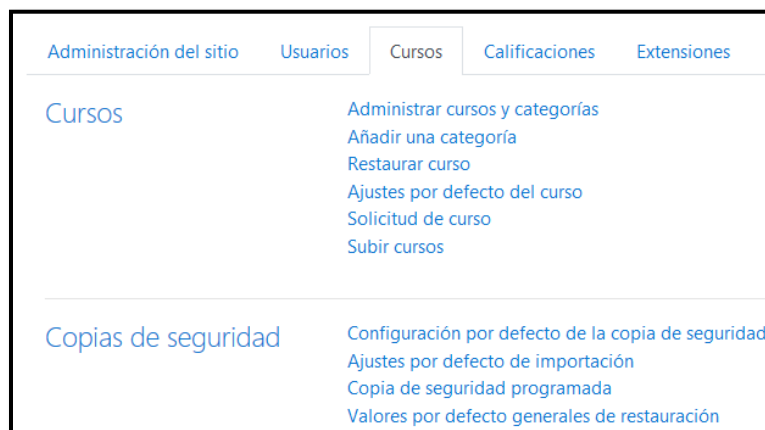 Administración del sitio Usuarios Cursos Calificaciones Extensiones
Cursos
Administrar cursos y categorías
Añadir una categoría
Restaurar curso
Ajustes por defecto del curso
Solicitud de curso
Subir cursos
Copias de seguridad
Configuración por defecto de la copia de seguridad
Ajustes por defecto de importación
Copia de seguridad programada
Valores por defecto generales de restauración